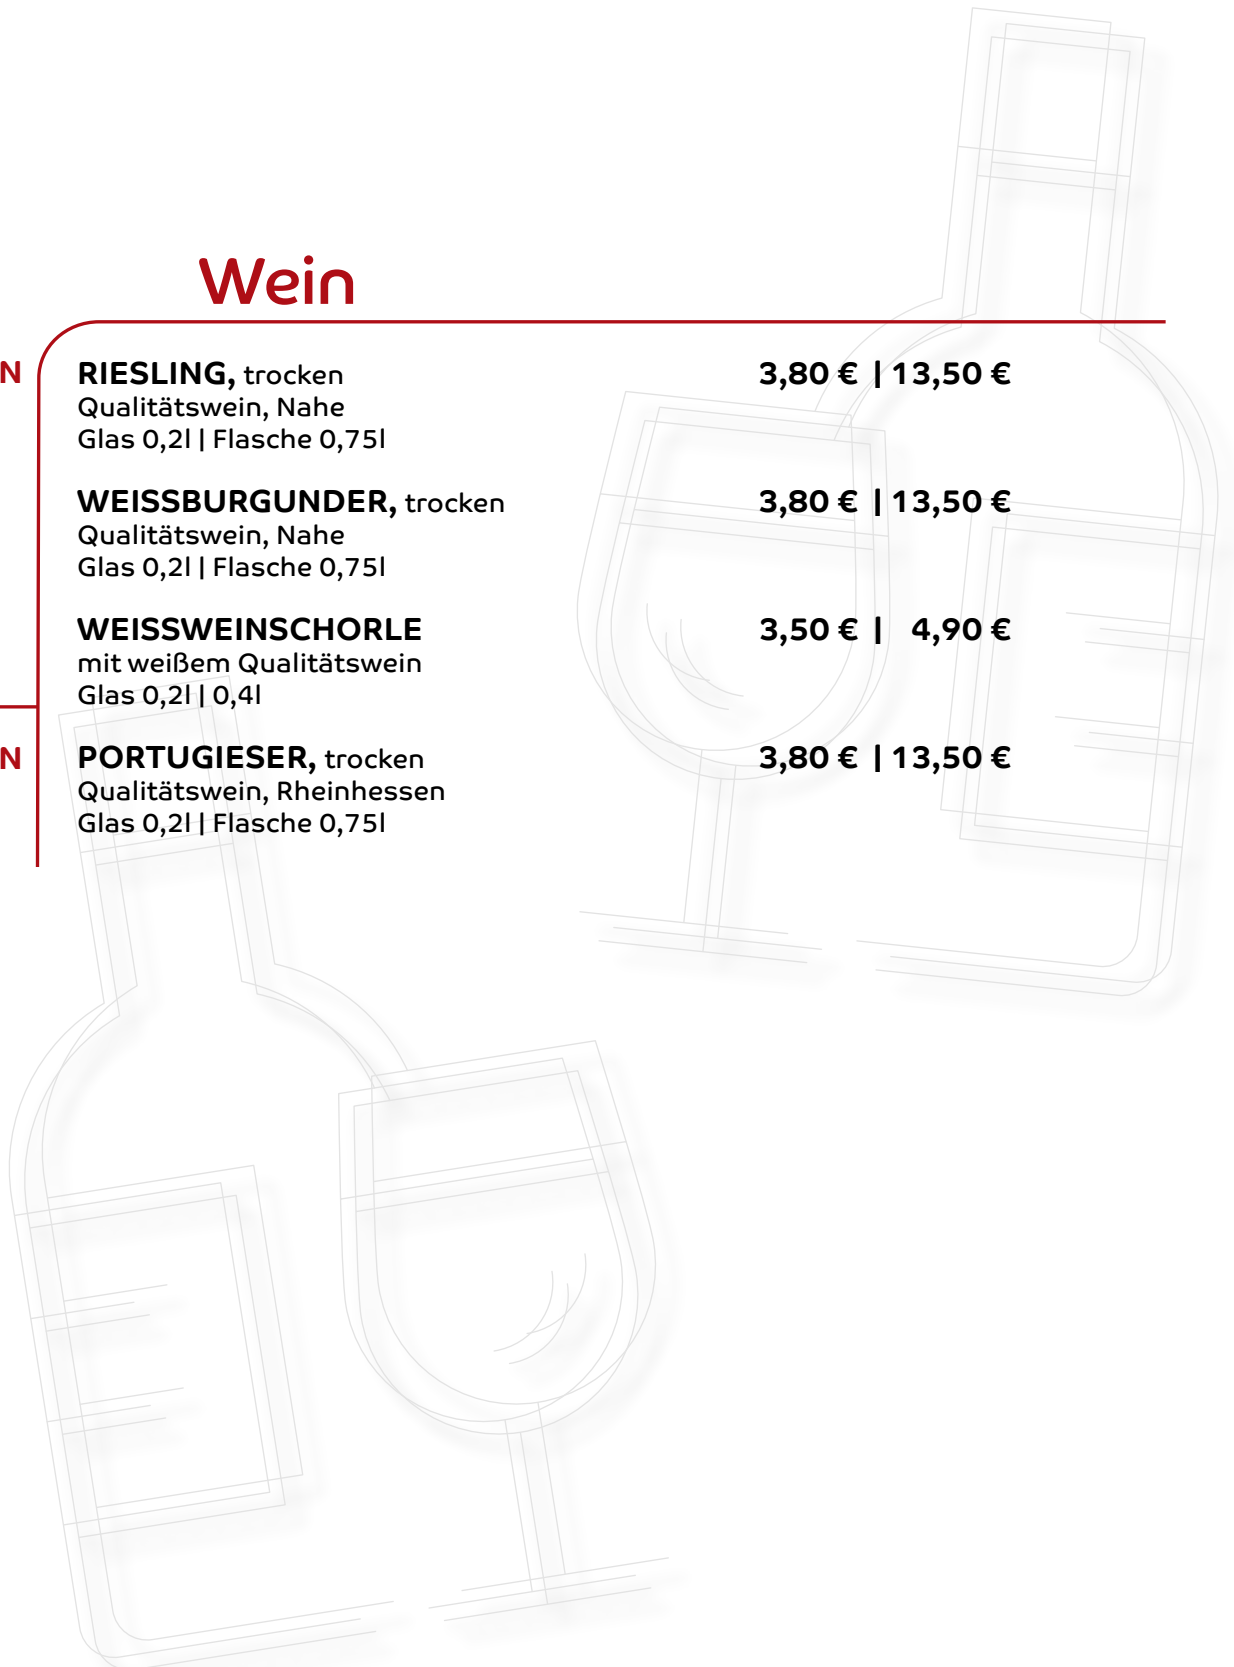 Wein
N
RIESLING, trocken 3,80 € | 13,50 €
Qualitätswein, Nahe
Glas 0,2l | Flasche 0,75l
WEISSBURGUNDER, trocken 3,80 € | 13,50 €
Qualitätswein, Nahe
Glas 0,2l | Flasche 0,75l
WEISSWEINSCHORLE 3,50 € | 4,90 €
mit weißem Qualitätswein
Glas 0,2l | 0,4l
N
PORTUGIESER, trocken 3,80 € | 13,50 €
Qualitätswein, Rheinhessen
Glas 0,2l | Flasche 0,75l